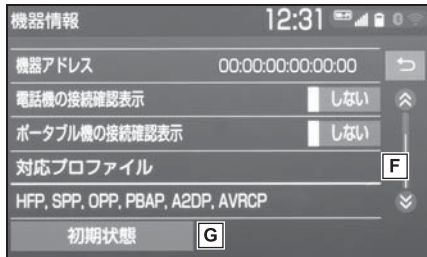 機器情報 12:31
機器アドレス 00:00:00:00:00:00
電話機の接続確認表示 しない
ポータブル機の接続確認表示 しない
対応プロファイル F
HFP, SPP, OPP, PBAP, A2DP, AVRCP
初期状態 G